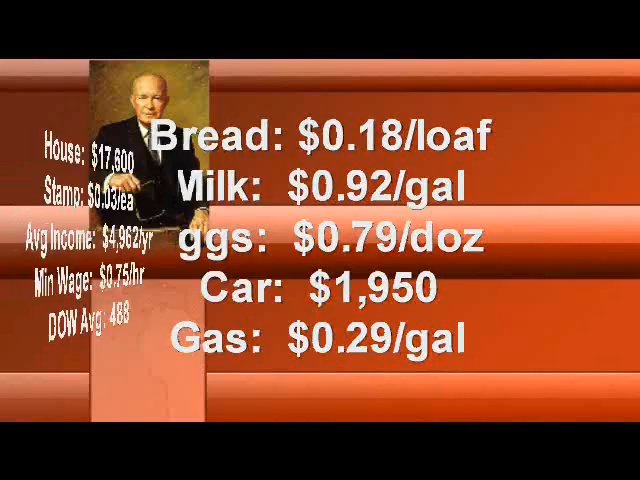 House: $17,600
Stamp: $0.03/ea
Avg Income: $4,962/yr
Min Wage: $0.75/hr
DOW Avg: 488
Bread: $0.18/loaf
Milk: $0.92/gal
ggs: $0.79/doz
Car: $1,950
Gas: $0.29/gal